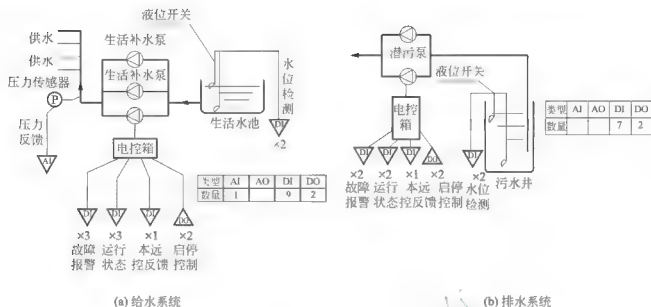 供水
供水
压力传感器
P
压力
反馈
AI
生活补水泵
生活补水泵
液位开关
水位检测
DI
×2
生活水池
电控箱
DI DI DI DO
×3 ×3 ×1 ×2
故障 运行 本远 启停
报警 状态 控反馈 控制
类型 AI AO DI DO
数量 1 9 2
(a) 给水系统
潜污泵
液位开关
电控
箱
DI DI DI DO DI
×2 ×2 ×1 ×2 ×2
故障 运行 本远 启停 水位
报警 状态 控反馈 控制 检测
污水井
类型 AI AO DI DO
数量 7 2
(b) 排水系统